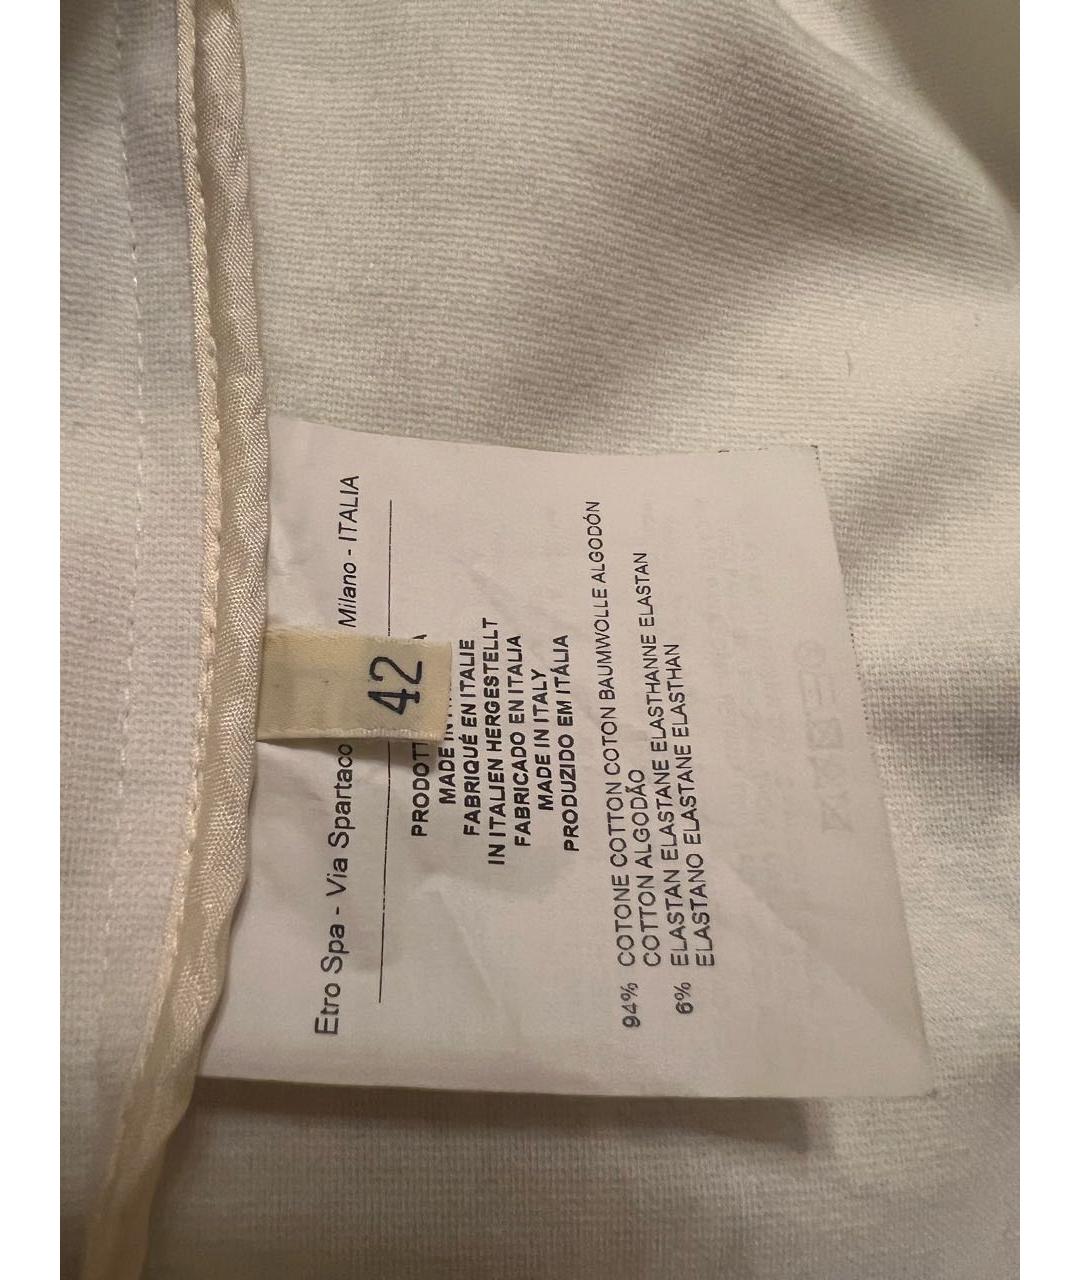 Etro Spa - Via Spartaco Milano - ITALIA
42
MADE IN
FABRIQUÉ EN ITALIE
IN ITALIEN HERGESTELLT
FABRICADO EN ITALIA
MADE IN ITALY
PRODUZIDO EM ITÁLIA
94% COTONE COTTON COTON BAUMWOLLE ALGODÓN
COTTON ALGODÃO
6% ELASTAN ELASTANE ELASTHANNE ELASTAN
ELASTANO ELASTANE ELASTHAN